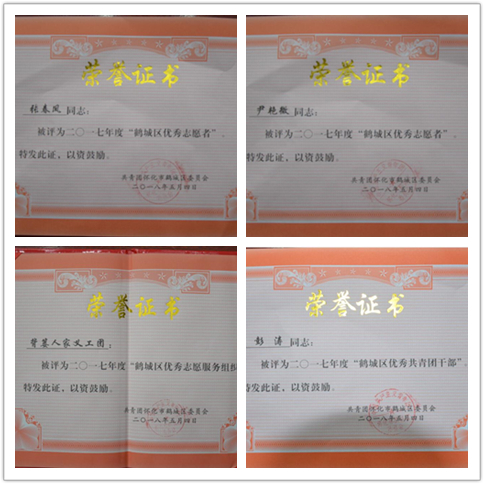 荣誉证书
张春凤 同志：
被评为二〇一七年度“鹤城区优秀志愿者”。
特发此证，以资鼓励。
共青团怀化市鹤城区委员会
二〇一八年五月四日
荣誉证书
尹艳 同志：
被评为二〇一七年度“鹤城区优秀志愿者”。
特发此证，以资鼓励。
共青团怀化市鹤城区委员会
二〇一八年五月四日
荣誉证书
人家义工团：
被评为二〇一七年度“鹤城区优秀志愿服务组织
特发此证，以资鼓励。
共青团怀化市鹤城区委员会
二〇一八年五月四日
荣誉证书
彭涛 同志：
被评为二〇一七年度“鹤城区优秀共青团干部”。
特发此证，以资鼓励。
共青团怀化市鹤城区委员会
二〇一八年五月四日